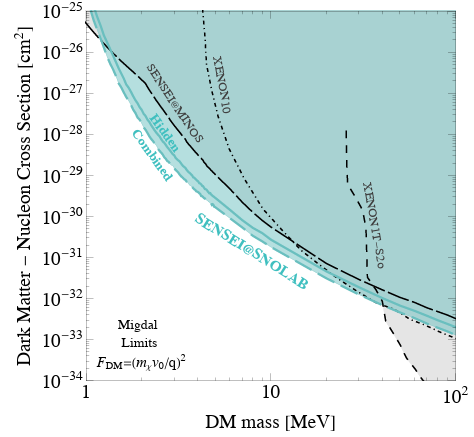 Dark Matter – Nucleon Cross Section [cm²]
10⁻²⁵
10⁻²⁶
10⁻²⁷
10⁻²⁸
10⁻²⁹
10⁻³⁰
10⁻³¹
10⁻³²
10⁻³³
10⁻³⁴
XENON10
SENSEI@MINOS
Hidden
Combined
XENON1T-S2o
SENSEI@SNOLAB
Migdal
Limits
F_DM=(m_χv₀/q)²
1
10
10²
DM mass [MeV]